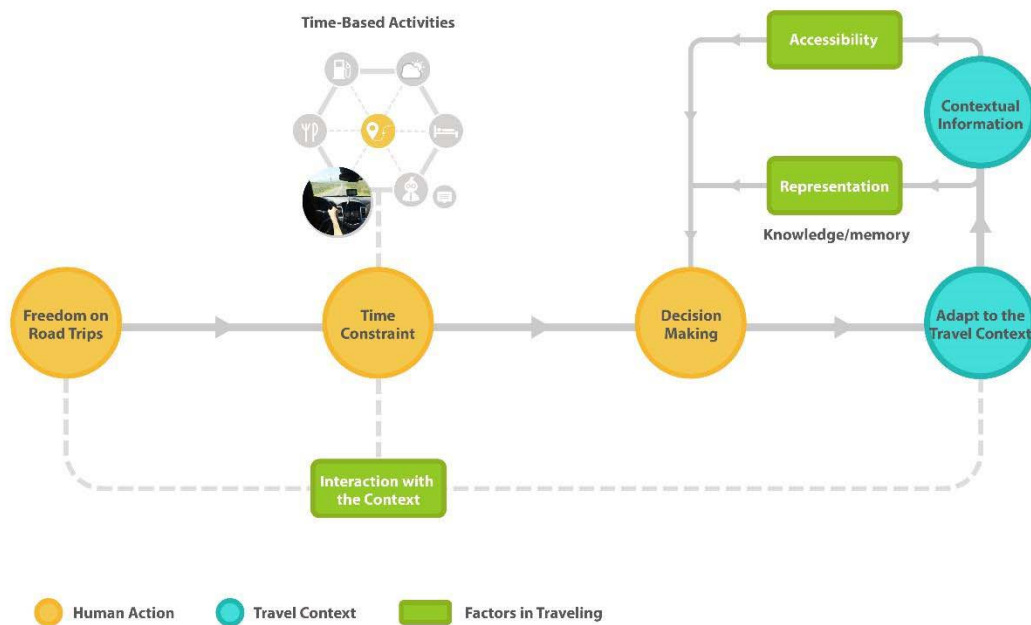 Time-Based Activities
Accessibility
Contextual
Information
Representation
Knowledge/memory
Freedom on
Road Trips
Time
Constraint
Decision
Making
Adapt to the
Travel Context
Interaction with
the Context
Human Action
Travel Context
Factors in Traveling